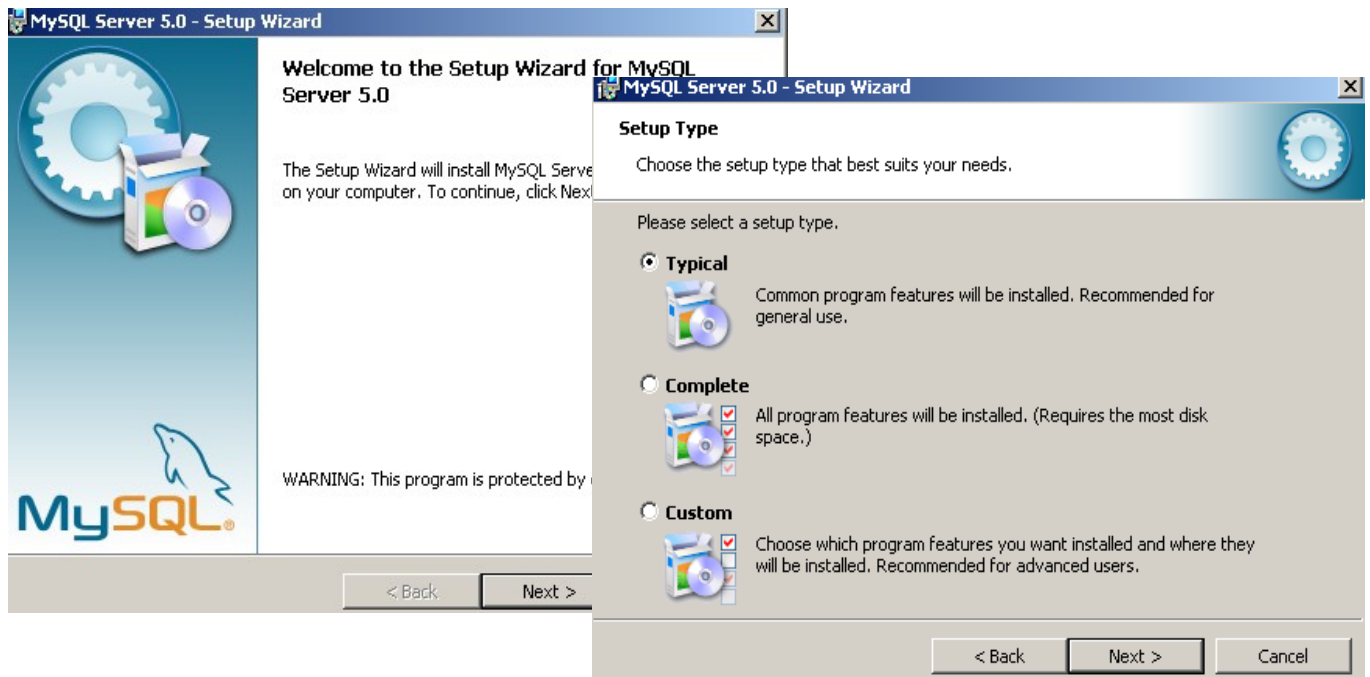 MySQL Server 5.0 - Setup Wizard
Welcome to the Setup Wizard for MySQL
Server 5.0
The Setup Wizard will install MySQL Serve
on your computer. To continue, click Nex
WARNING: This program is protected by
MySQL®
< Back
Next >
MySQL Server 5.0 - Setup Wizard
Setup Type
Choose the setup type that best suits your needs.
Please select a setup type.
Typical
Common program features will be installed. Recommended for
general use.
Complete
All program features will be installed. (Requires the most disk
space.)
Custom
Choose which program features you want installed and where they
will be installed. Recommended for advanced users.
< Back
Next >
Cancel